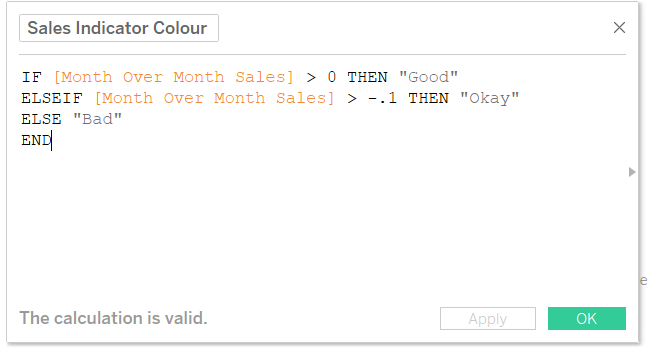 Sales Indicator Colour
IF [Month Over Month Sales] > 0 THEN "Good"
ELSEIF [Month Over Month Sales] > -.1 THEN "Okay"
ELSE "Bad"
END
The calculation is valid.
Apply
OK
e